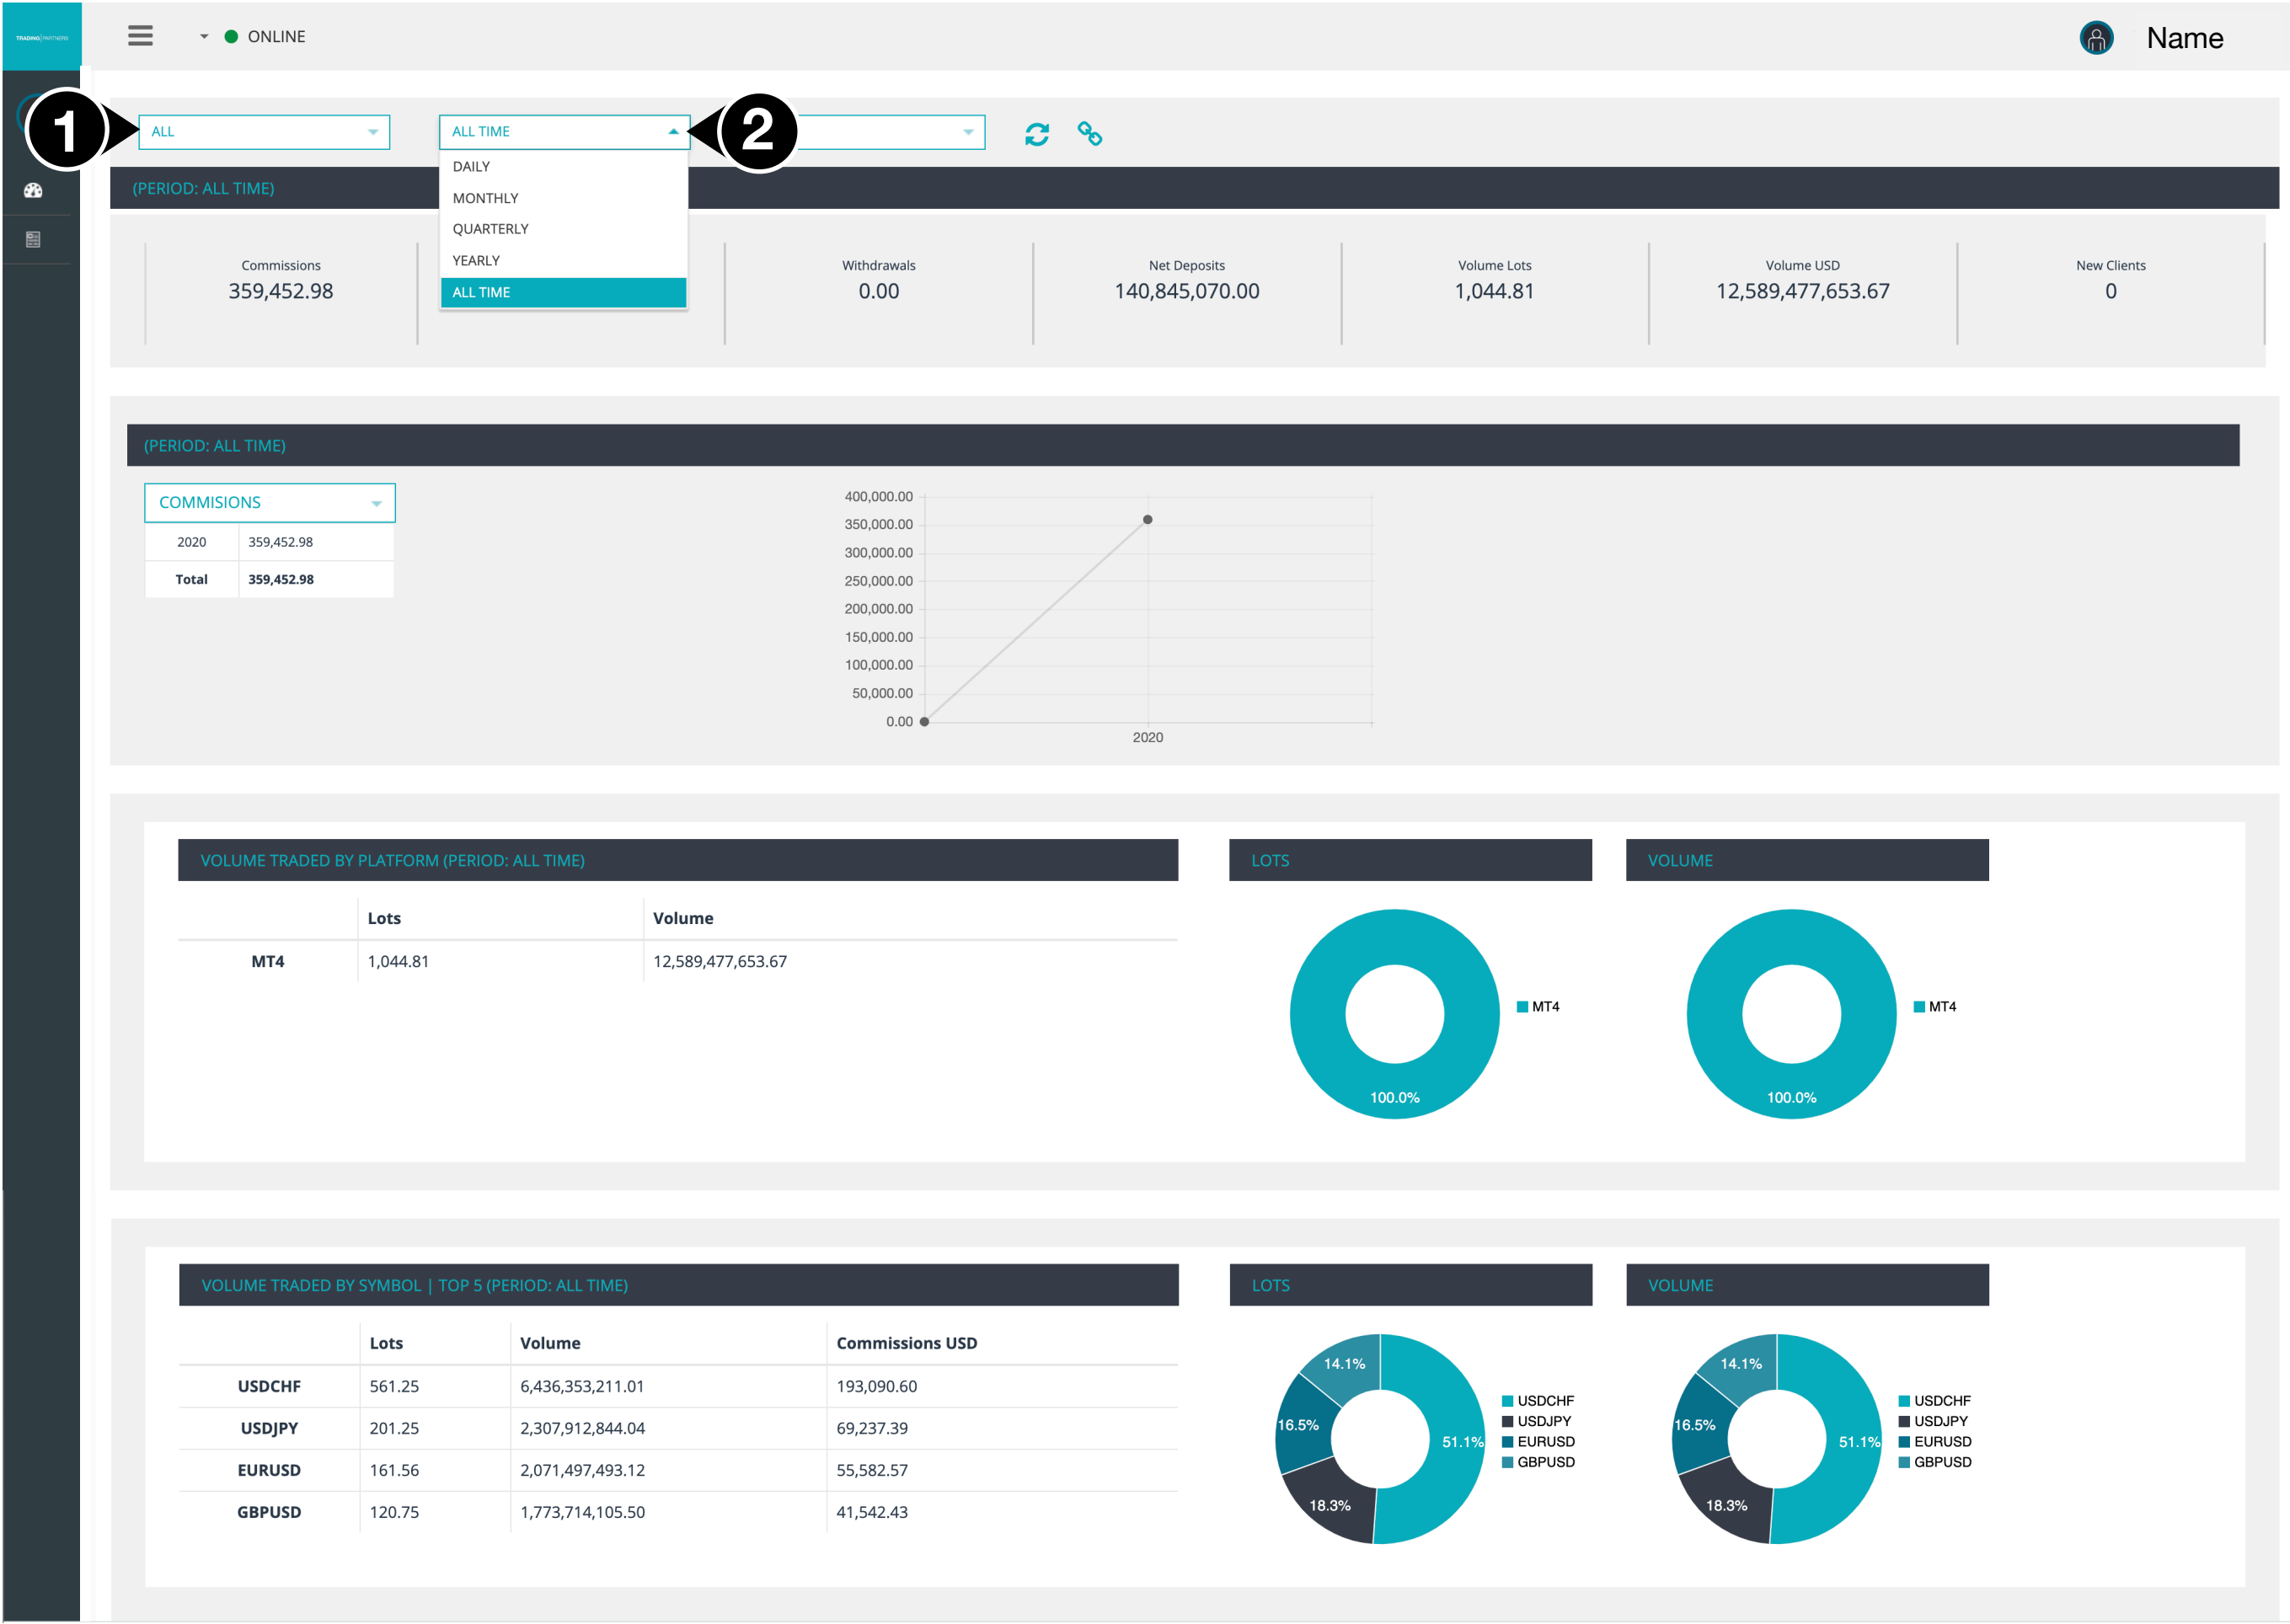 TRADING|PARTNERS
ONLINE
Name
1
ALL
ALL TIME
2
DAILY
MONTHLY
QUARTERLY
YEARLY
ALL TIME
(PERIOD: ALL TIME)
Commissions
359,452.98
Withdrawals
0.00
Net Deposits
140,845,070.00
Volume Lots
1,044.81
Volume USD
12,589,477,653.67
New Clients
0
(PERIOD: ALL TIME)
COMMISIONS
2020 359,452.98
Total 359,452.98
400,000.00
350,000.00
300,000.00
250,000.00
200,000.00
150,000.00
100,000.00
50,000.00
0.00
2020
VOLUME TRADED BY PLATFORM (PERIOD: ALL TIME)
Lots Volume
MT4 1,044.81 12,589,477,653.67
LOTS
100.0%
MT4
VOLUME
100.0%
MT4
VOLUME TRADED BY SYMBOL | TOP 5 (PERIOD: ALL TIME)
Lots Volume Commissions USD
USDCHF 561.25 6,436,353,211.01 193,090.60
USDJPY 201.25 2,307,912,844.04 69,237.39
EURUSD 161.56 2,071,497,493.12 55,582.57
GBPUSD 120.75 1,773,714,105.50 41,542.43
LOTS
14.1%
16.5%
51.1%
18.3%
USDCHF
USDJPY
EURUSD
GBPUSD
VOLUME
14.1%
16.5%
51.1%
18.3%
USDCHF
USDJPY
EURUSD
GBPUSD